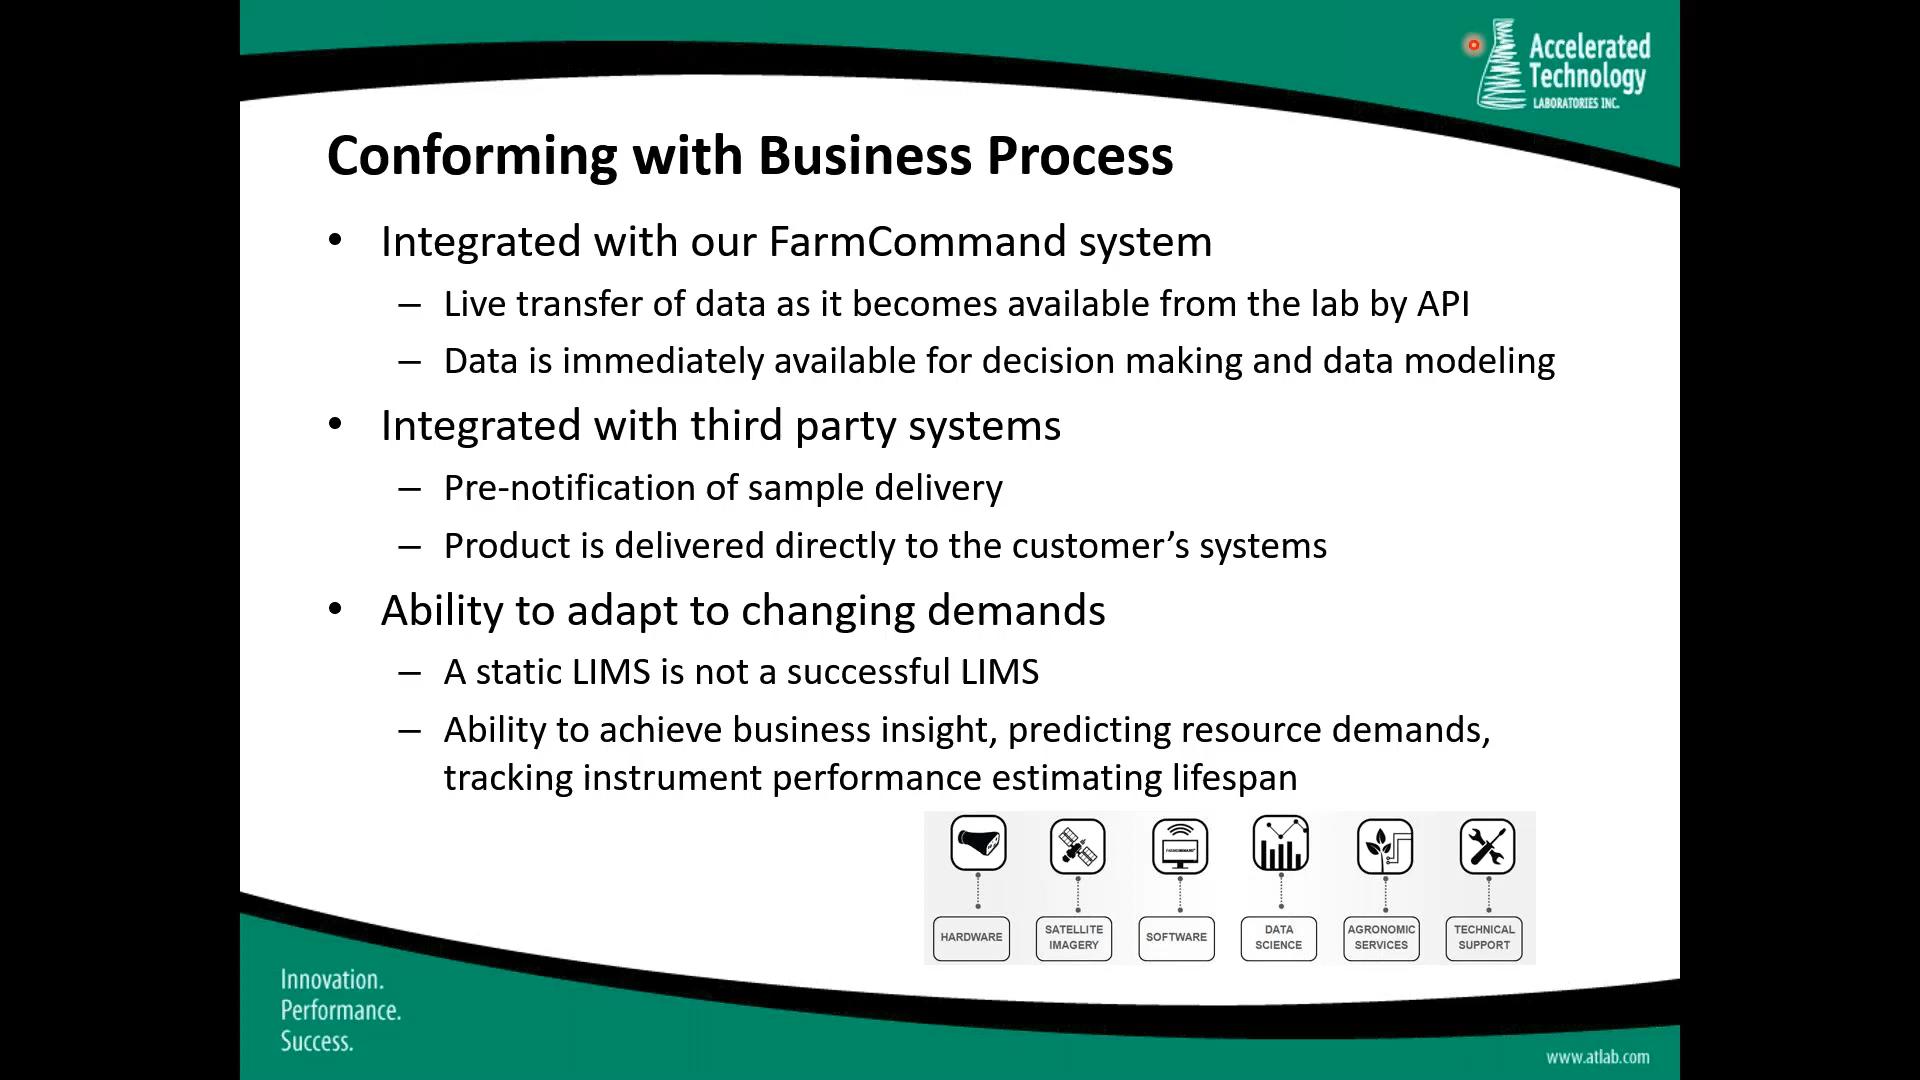 Accelerated
Technology
LABORATORIES INC.
Conforming with Business Process
• Integrated with our FarmCommand system
– Live transfer of data as it becomes available from the lab by API
– Data is immediately available for decision making and data modeling
• Integrated with third party systems
– Pre-notification of sample delivery
– Product is delivered directly to the customer’s systems
• Ability to adapt to changing demands
– A static LIMS is not a successful LIMS
– Ability to achieve business insight, predicting resource demands,
tracking instrument performance estimating lifespan
FARMCOMMAND
HARDWARE
SATELLITE
IMAGERY
SOFTWARE
DATA
SCIENCE
AGRONOMIC
SERVICES
TECHNICAL
SUPPORT
Innovation.
Performance.
Success.
www.atlab.com